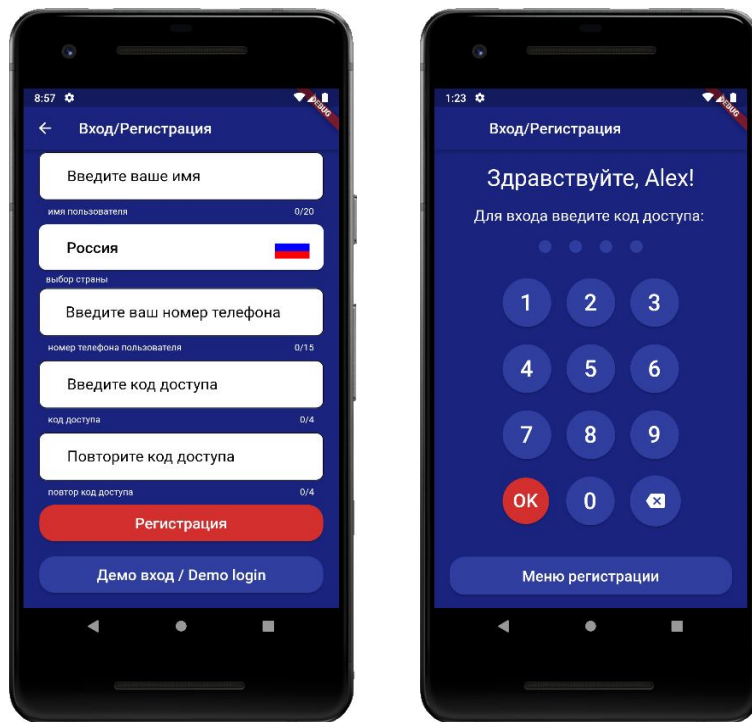 8:57
DEBUG
Вход/Регистрация
Введите ваше имя
имя пользователя 0/20
Россия
выбор страны
Введите ваш номер телефона
номер телефона пользователя 0/15
Введите код доступа
код доступа 0/4
Повторите код доступа
повтор код доступа 0/4
Регистрация
Демо вход / Demo login
1:23
DEBUG
Вход/Регистрация
Здравствуйте, Alex!
Для входа введите код доступа:
1 2 3
4 5 6
7 8 9
OK 0
Меню регистрации